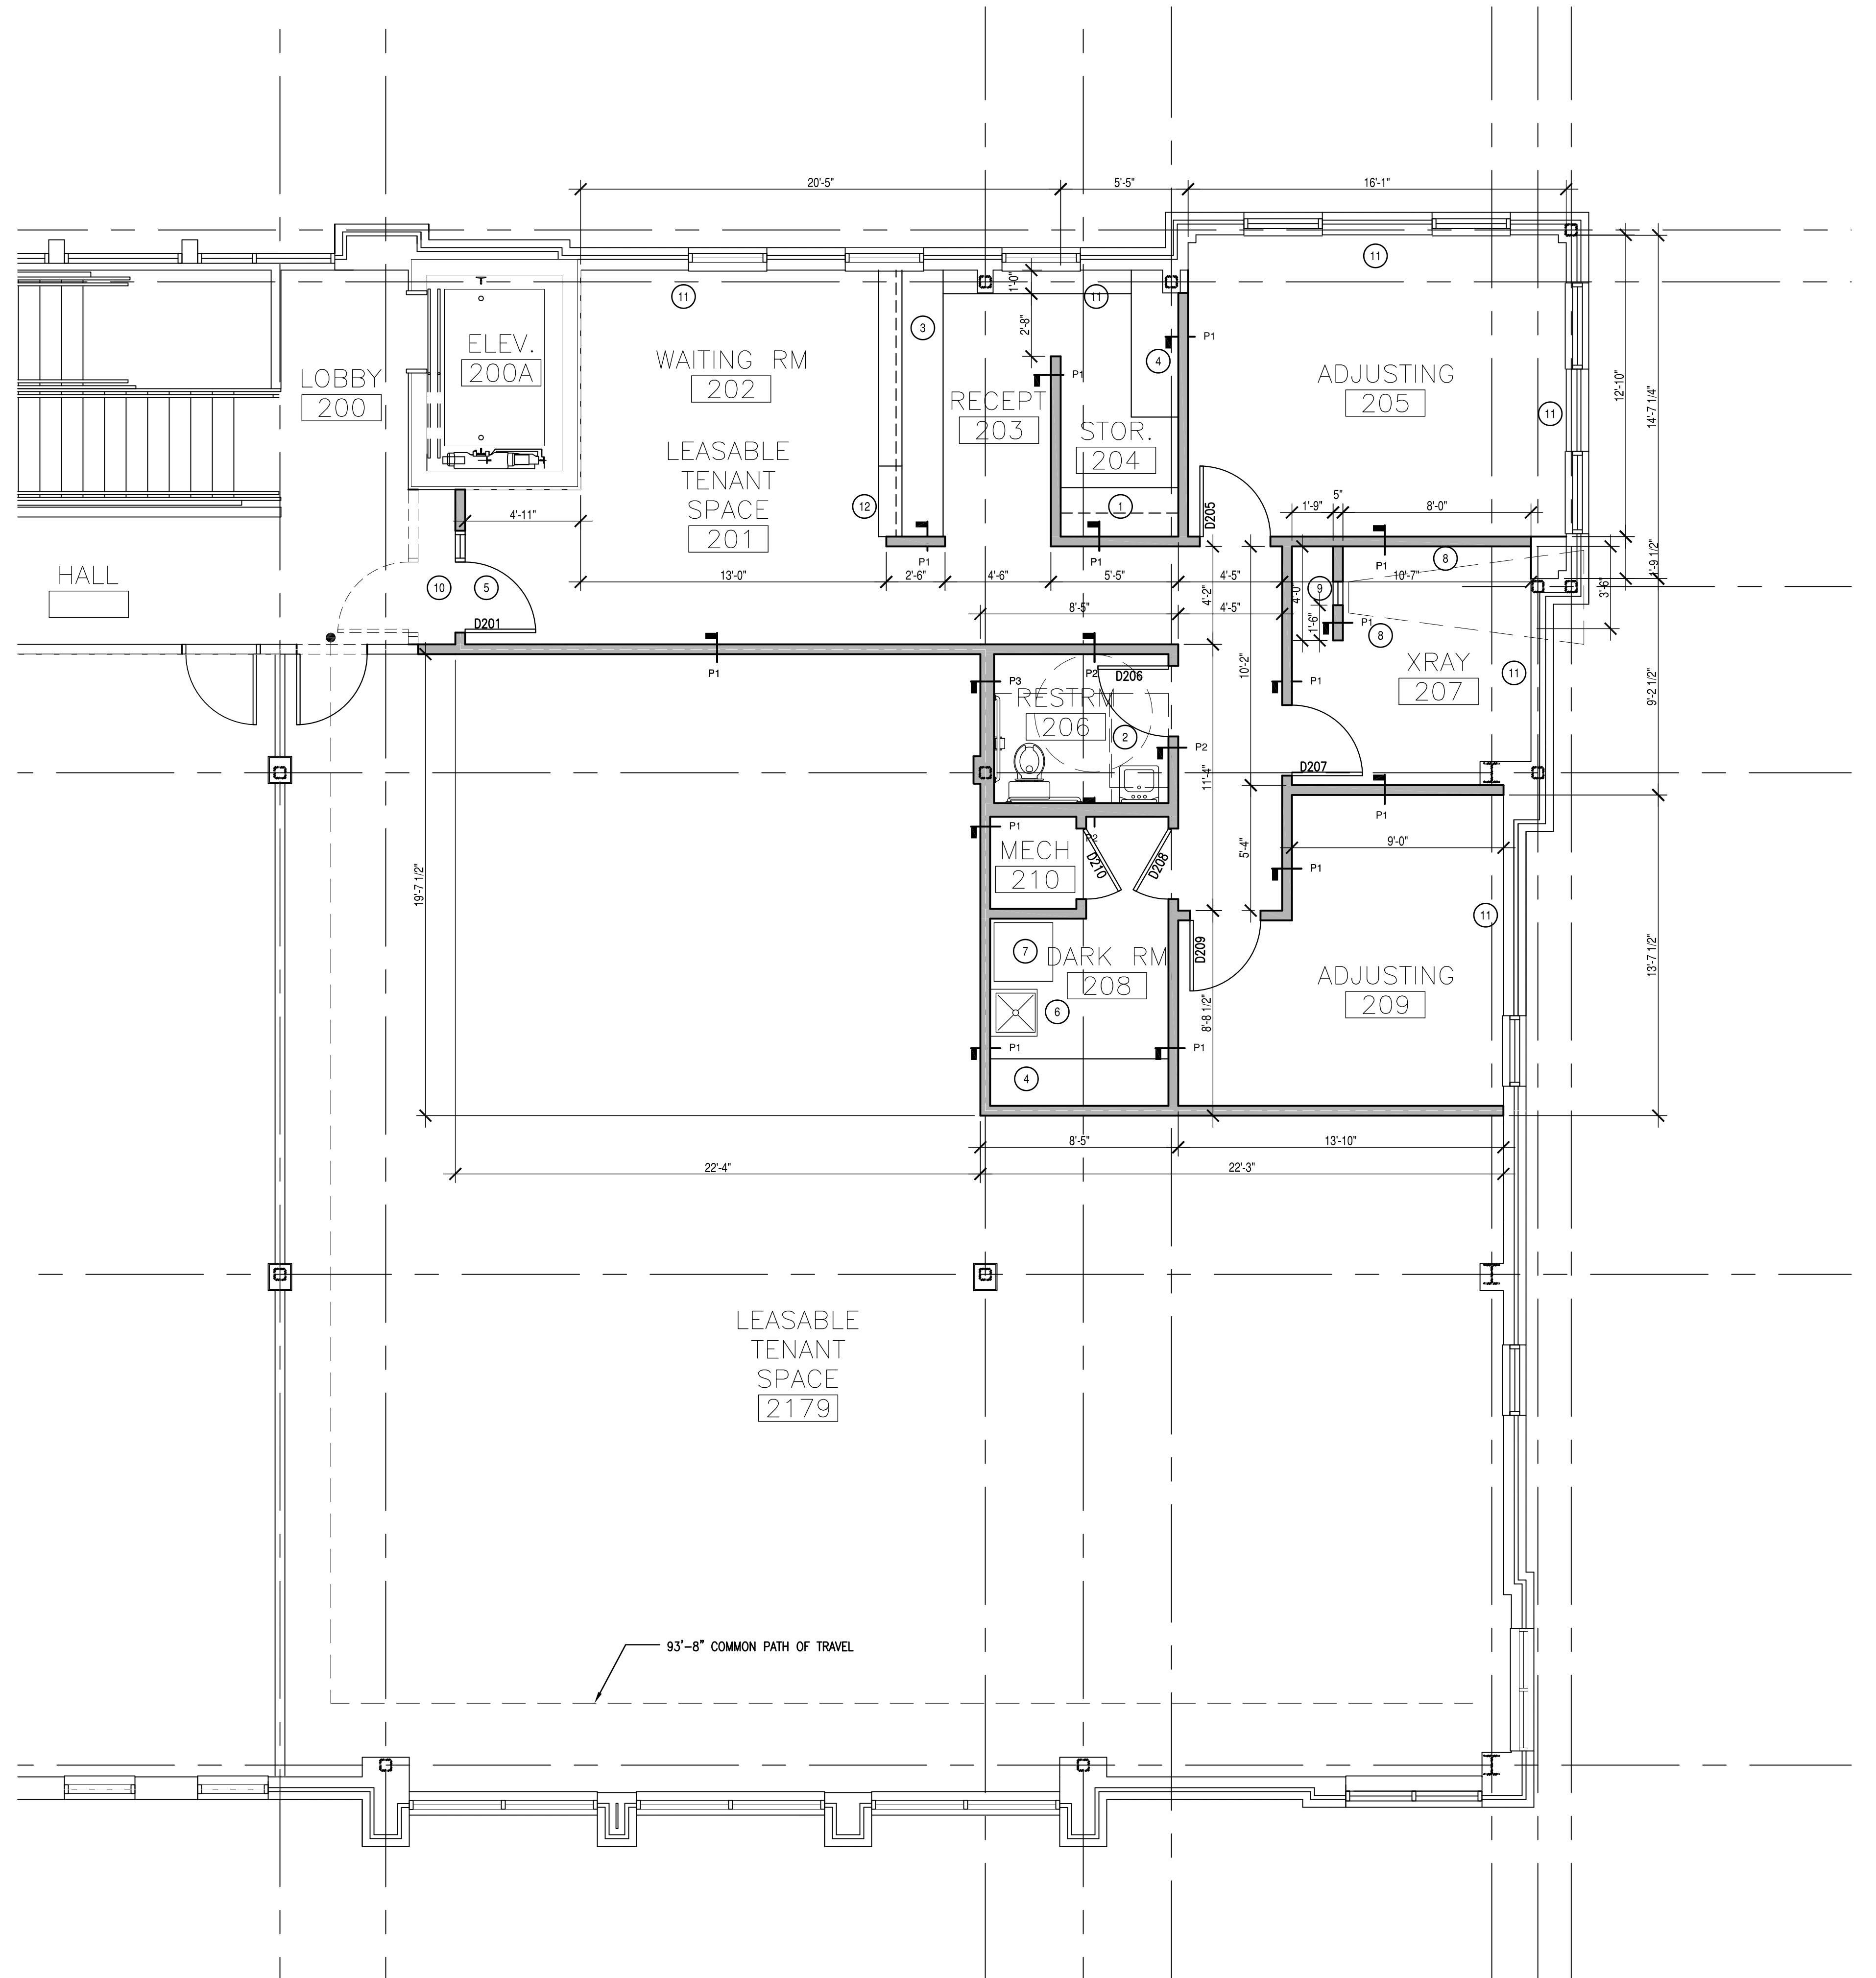 20'-5"
5'-5"
16'-1"
11
11
11
1'-0"
2'-8"
3
P1
4
P1
ELEV.
200A
WAITING RM
202
LOBBY
200
RECEPT
203
ADJUSTING
205
11
12'-10"
14'-7 1/4"
STOR.
204
LEASABLE
TENANT
SPACE
201
12
1
D205
4'-11"
1'-9"
5"
8'-0"
P1
P1
P1
8
HALL
10
5
13'-0"
2'-6"
4'-6"
5'-5"
4'-5"
4'-0"
9
10'-7"
3'-6"
1'-9 1/2"
8'-5"
4'-5"
4'-2"
1'-6"
P1
8
D201
P1
P2
D206
XRAY
207
11
P3
RESTRM
206
2
P2
10'-2"
P1
9'-2 1/2"
D207
11'-4"
P1
P1
P2
MECH
210
D210
D208
5'-4"
9'-0"
P1
19'-7 1/2"
11
7
DARK RM
208
D209
ADJUSTING
209
13'-7 1/2"
6
8'-8 1/2"
P1
P1
4
8'-5"
13'-10"
22'-4"
22'-3"
LEASABLE
TENANT
SPACE
2179
93'-8" COMMON PATH OF TRAVEL